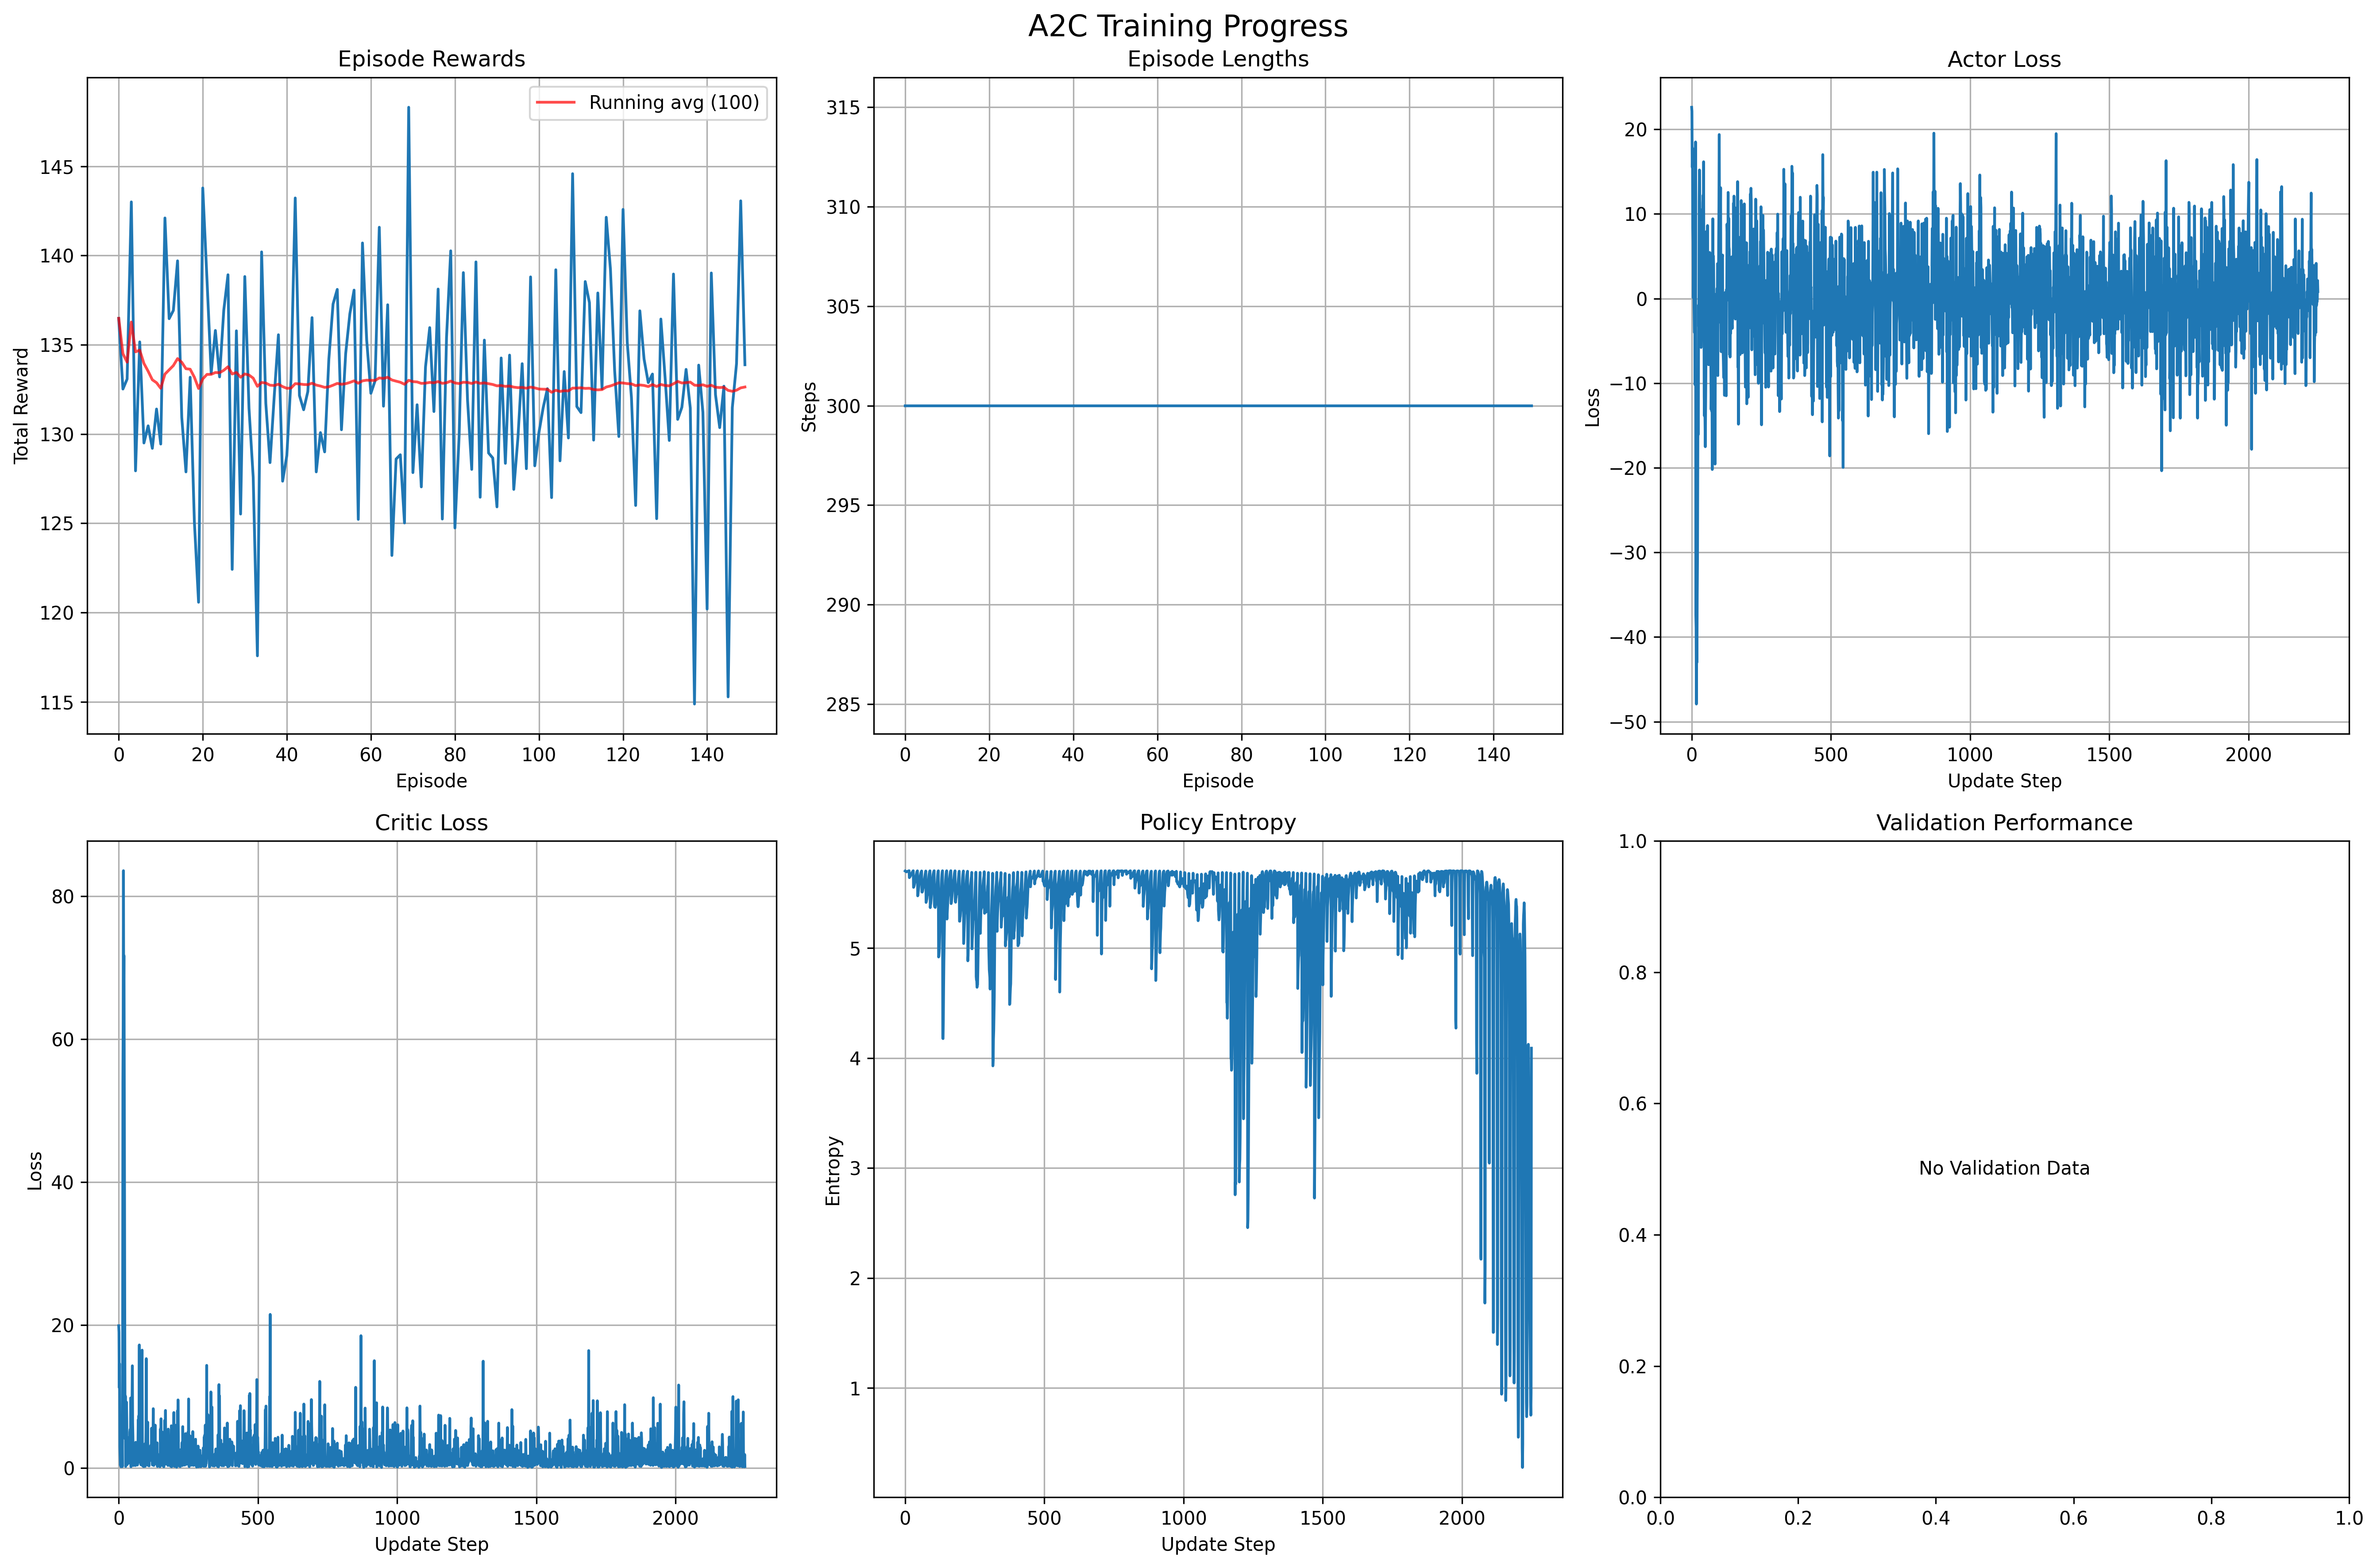 A2C Training Progress
Episode Rewards
Running avg (100)
145
140
135
130
125
120
115
Total Reward
0 20 40 60 80 100 120 140
Episode
Episode Lengths
315
310
305
300
295
290
285
Steps
0 20 40 60 80 100 120 140
Episode
Actor Loss
20
10
0
−10
−20
−30
−40
−50
Loss
0 500 1000 1500 2000
Update Step
Critic Loss
80
60
40
20
0
Loss
0 500 1000 1500 2000
Update Step
Policy Entropy
5
4
3
2
1
Entropy
0 500 1000 1500 2000
Update Step
Validation Performance
1.0
0.8
0.6
0.4
0.2
0.0
No Validation Data
0.0 0.2 0.4 0.6 0.8 1.0